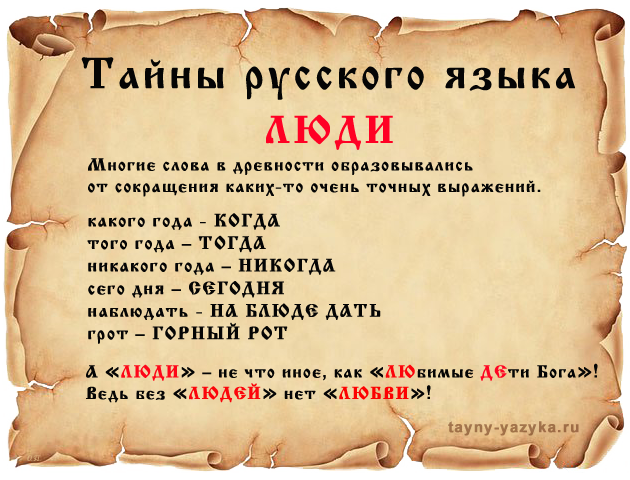 Тайны русского языка
ЛЮДИ
Многие слова в древности образовывались
от сокращения каких-то очень точных выражений.
какого года - КОГДА
того года – ТОГДА
никакого года – НИКОГДА
сего дня – СЕГОДНЯ
наблюдать - НА БЛЮДЕ ДАТЬ
грот – ГОРНЫЙ РОТ
А «ЛЮДИ» – не что иное, как «ЛЮбимые ДЕти Бога»!
Ведь без «ЛЮДЕЙ» нет «ЛЮБВИ»!
tayny-yazyka.ru